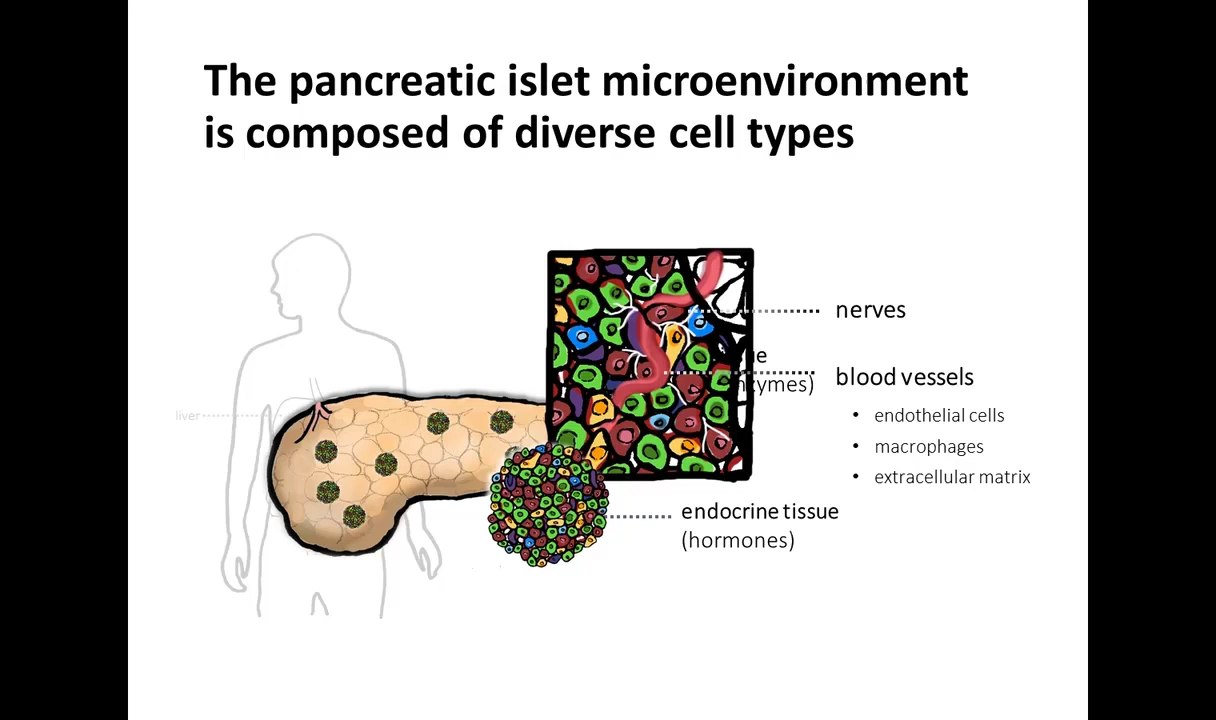 The pancreatic islet microenvironment
is composed of diverse cell types
nerves
blood vessels
• endothelial cells
• macrophages
• extracellular matrix
liver
endocrine tissue
(hormones)